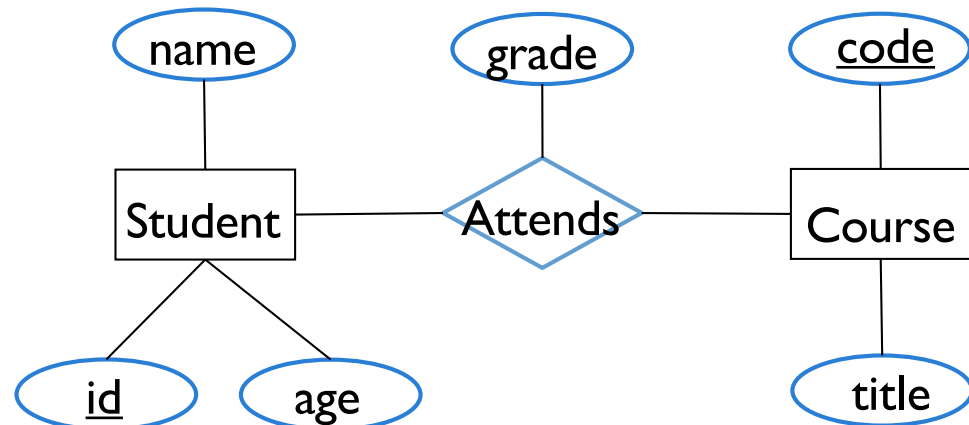 name
grade
code
Student
Attends
Course
id
age
title